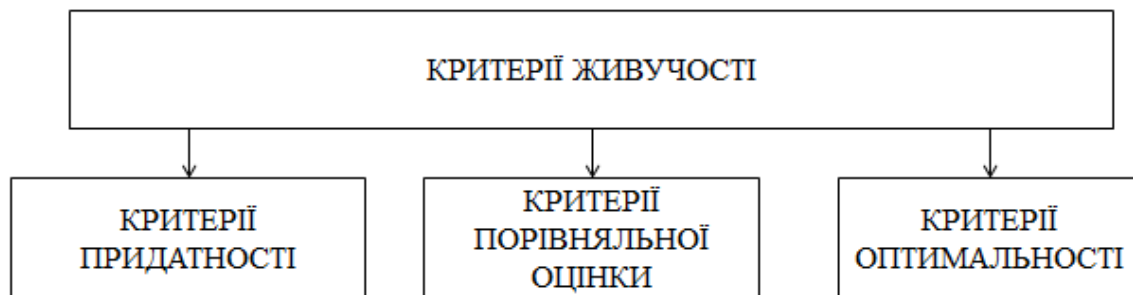 КРИТЕРІЇ ЖИВУЧОСТІ
КРИТЕРІЇ
ПРИДАТНОСТІ
КРИТЕРІЇ
ПОРІВНЯЛЬНОЇ
ОЦІНКИ
КРИТЕРІЇ
ОПТИМАЛЬНОСТІ